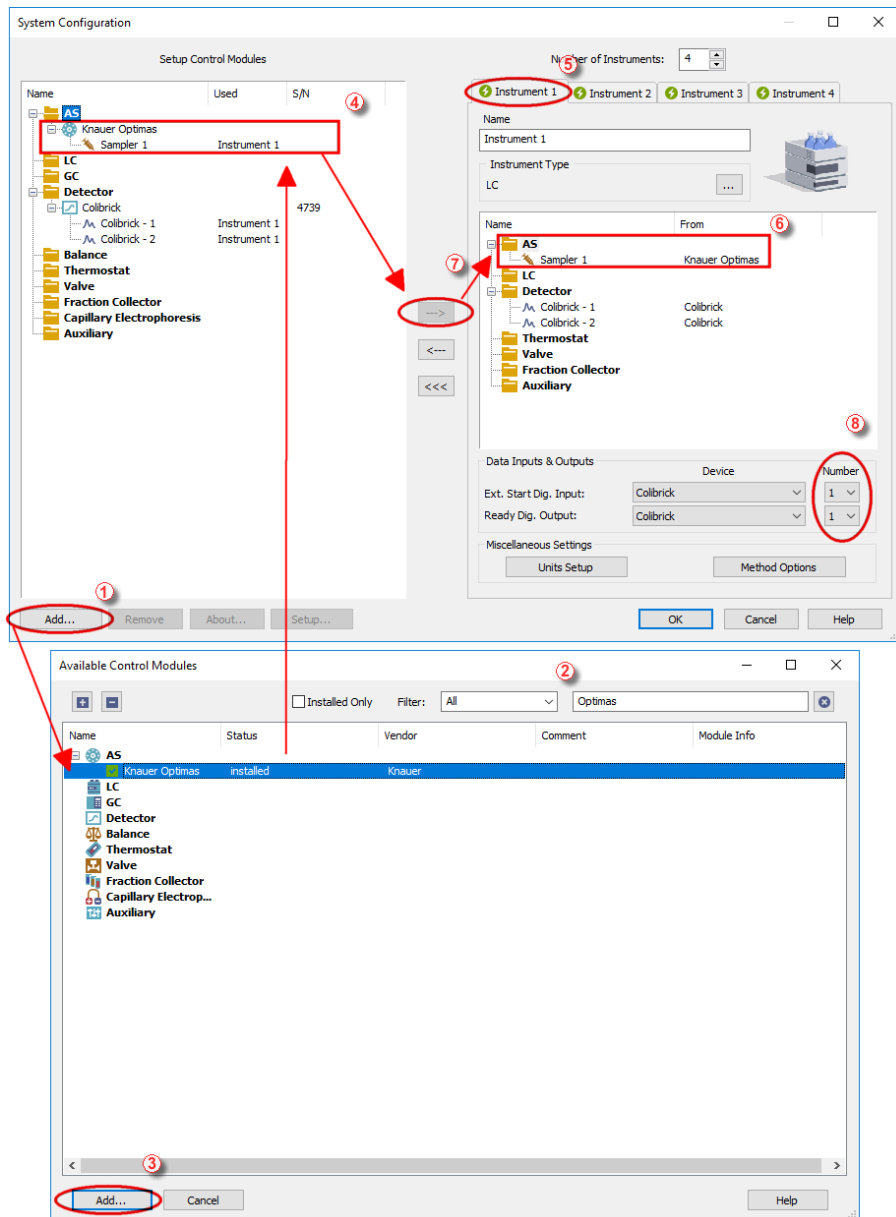 System Configuration
Setup Control Modules
Number of Instruments: 4
Name Used S/N
④
AS
Knauer Optimas
Sampler 1 Instrument 1
LC
GC
Detector
Colibrick 4739
Colibrick - 1 Instrument 1
Colibrick - 2 Instrument 1
Balance
Thermostat
Valve
Fraction Collector
Capillary Electrophoresis
Auxiliary
⑤
Instrument 1 Instrument 2 Instrument 3 Instrument 4
Name
Instrument 1
Instrument Type
LC ...
Name From
⑥
AS
Sampler 1 Knauer Optimas
LC
Detector
Colibrick - 1 Colibrick
Colibrick - 2 Colibrick
Thermostat
Valve
Fraction Collector
Auxiliary
⑦
--->
<---
<<<
⑧
Data Inputs & Outputs
Device Number
Ext. Start Dig. Input: Colibrick 1
Ready Dig. Output: Colibrick 1
Miscellaneous Settings
Units Setup Method Options
①
Add... Remove About... Setup... OK Cancel Help
Available Control Modules
②
Installed Only Filter: All Optimas
Name Status Vendor Comment Module Info
AS
Knauer Optimas installed Knauer
LC
GC
Detector
Balance
Thermostat
Valve
Fraction Collector
Capillary Electrop...
Auxiliary
③
Add... Cancel Help